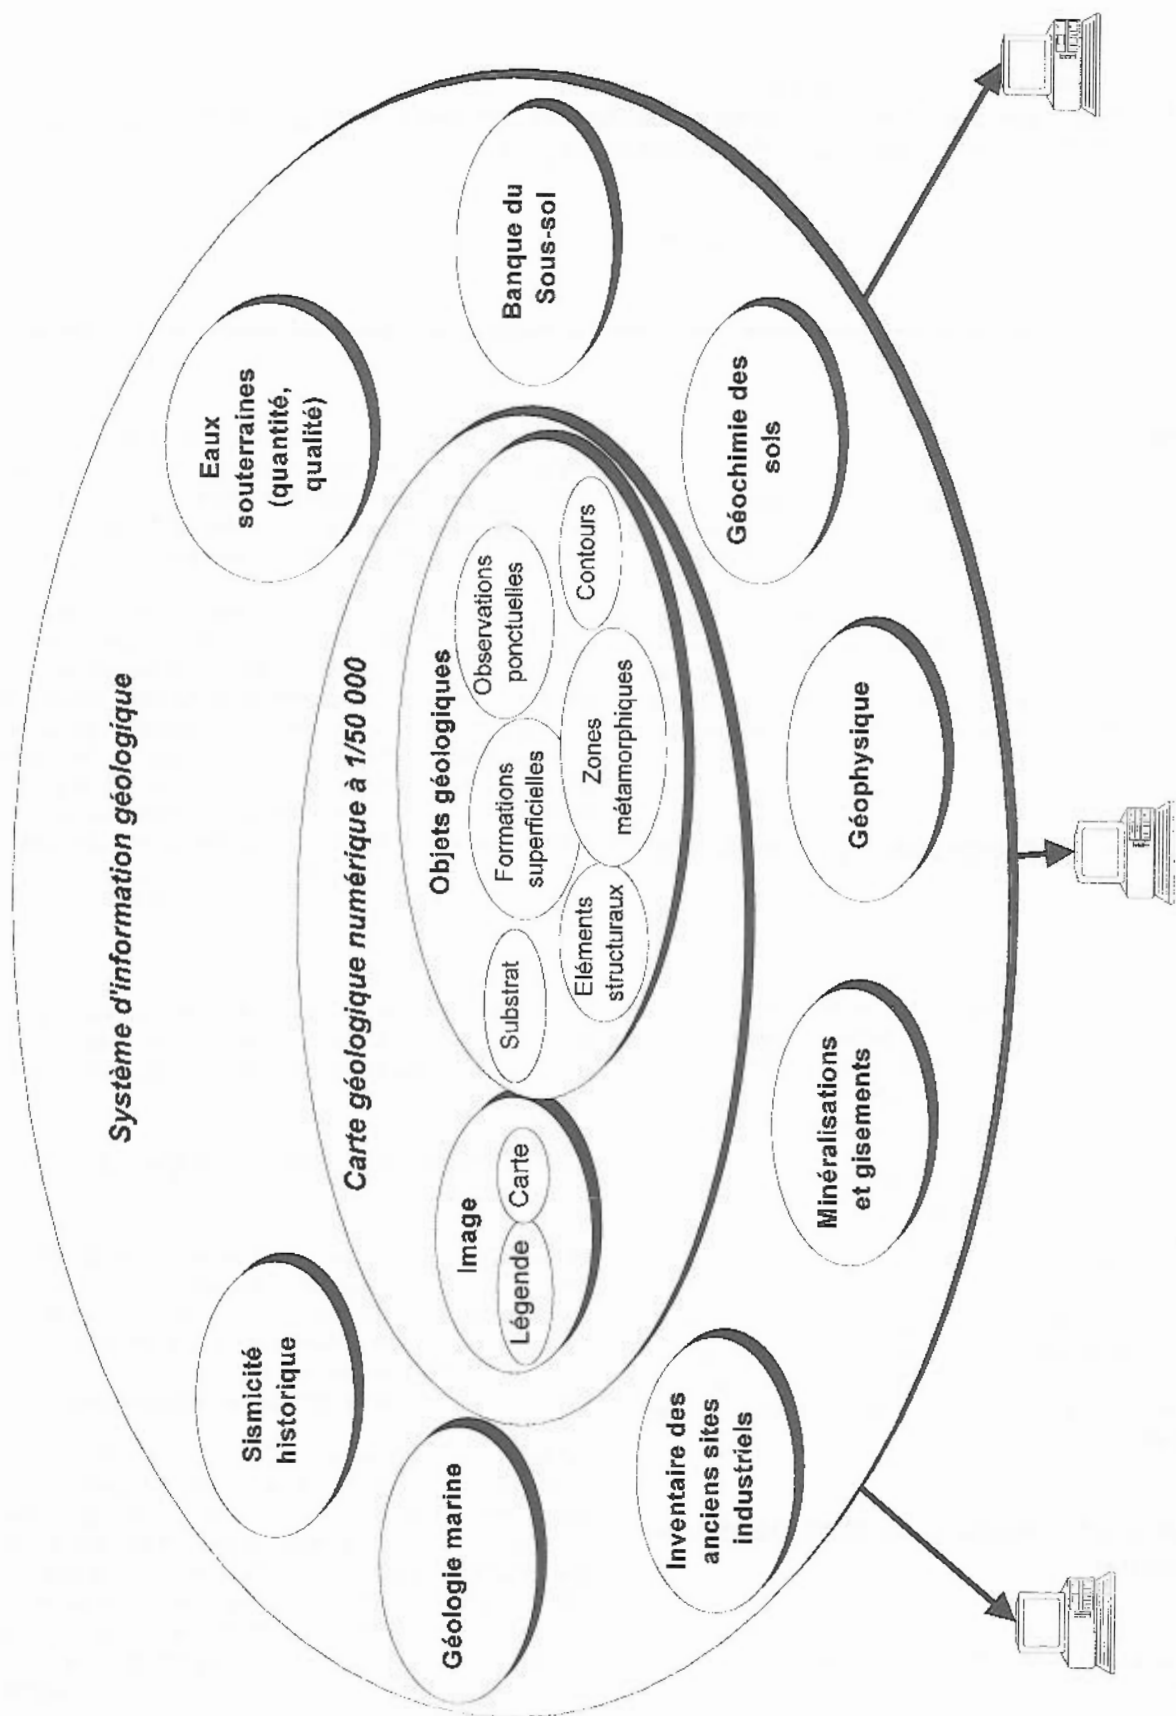 Système d'information géologique
Sismicité
historique
Eaux
souterraines
(quantité,
qualité)
Carte géologique numérique à 1/50 000
Géologie marine
Image
Légende
Carte
Objets géologiques
Substrat
Formations
superficielles
Observations
ponctuelles
Eléments
structuraux
Zones
métamorphiques
Contours
Banque du
Sous-sol
Inventaire des
anciens sites
industriels
Minéralisations
et gisements
Géophysique
Géochimie des
sols